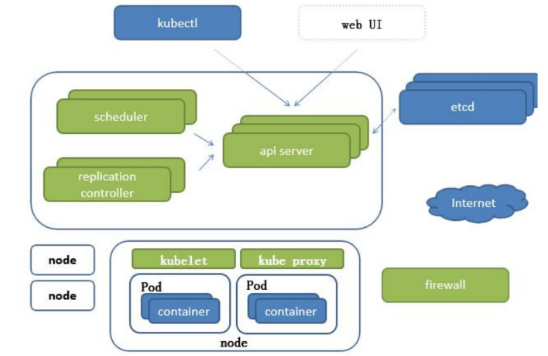 kubectl
web UI
scheduler
etcd
api server
replication
controller
Internet
node
kubelet
kube proxy
node
Pod
Pod
container
container
firewall
node